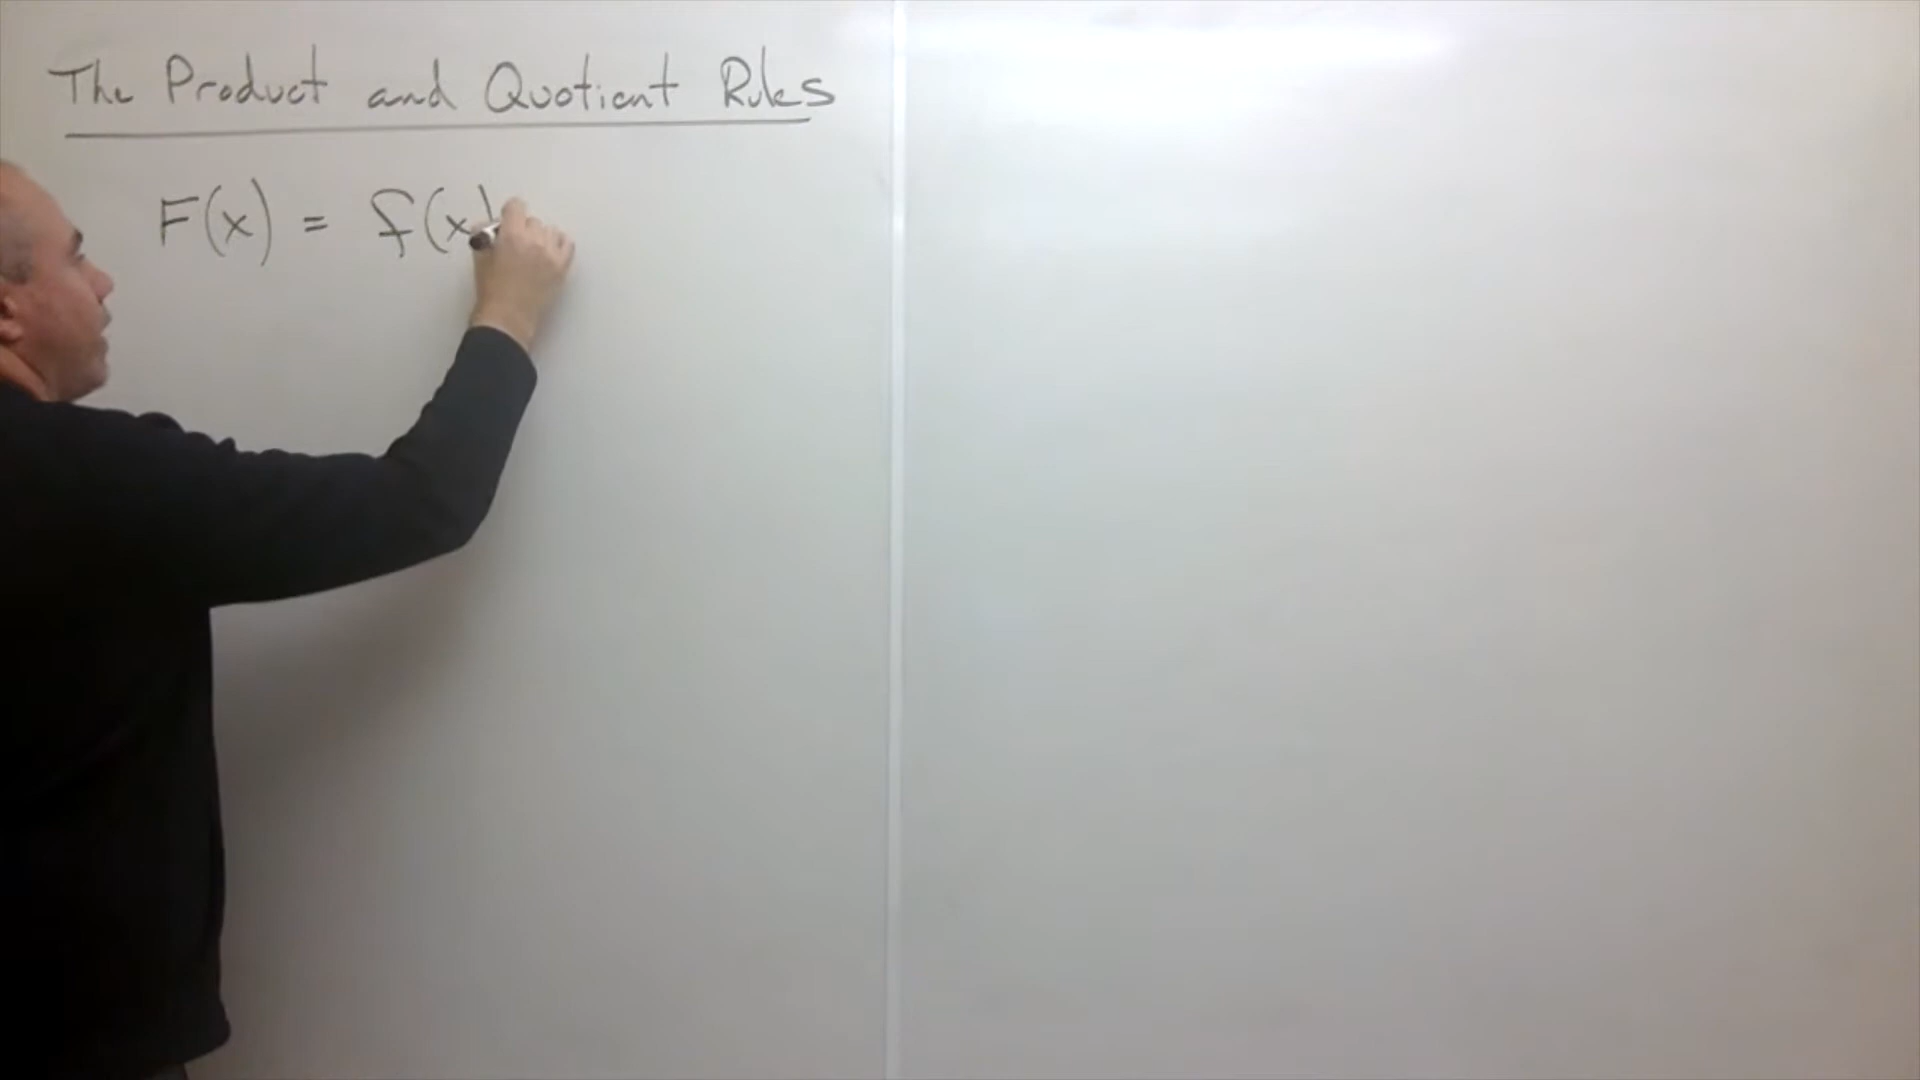 The Product and Quotient Rules
F(x) = f(x)